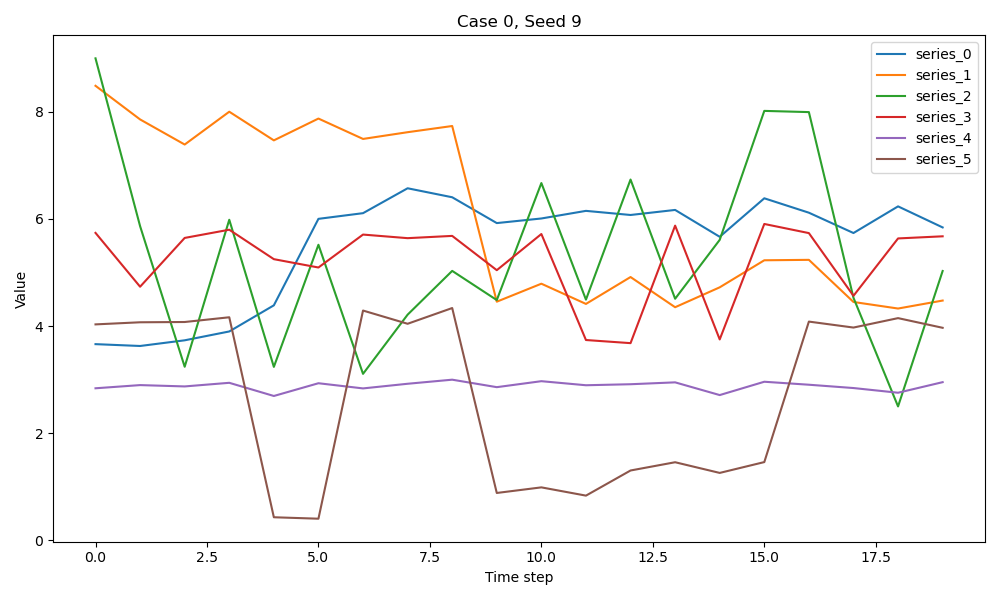 Case 0, Seed 9
series_0
series_1
series_2
series_3
series_4
series_5
Value
8
6
4
2
0
0.0 2.5 5.0 7.5 10.0 12.5 15.0 17.5
Time step